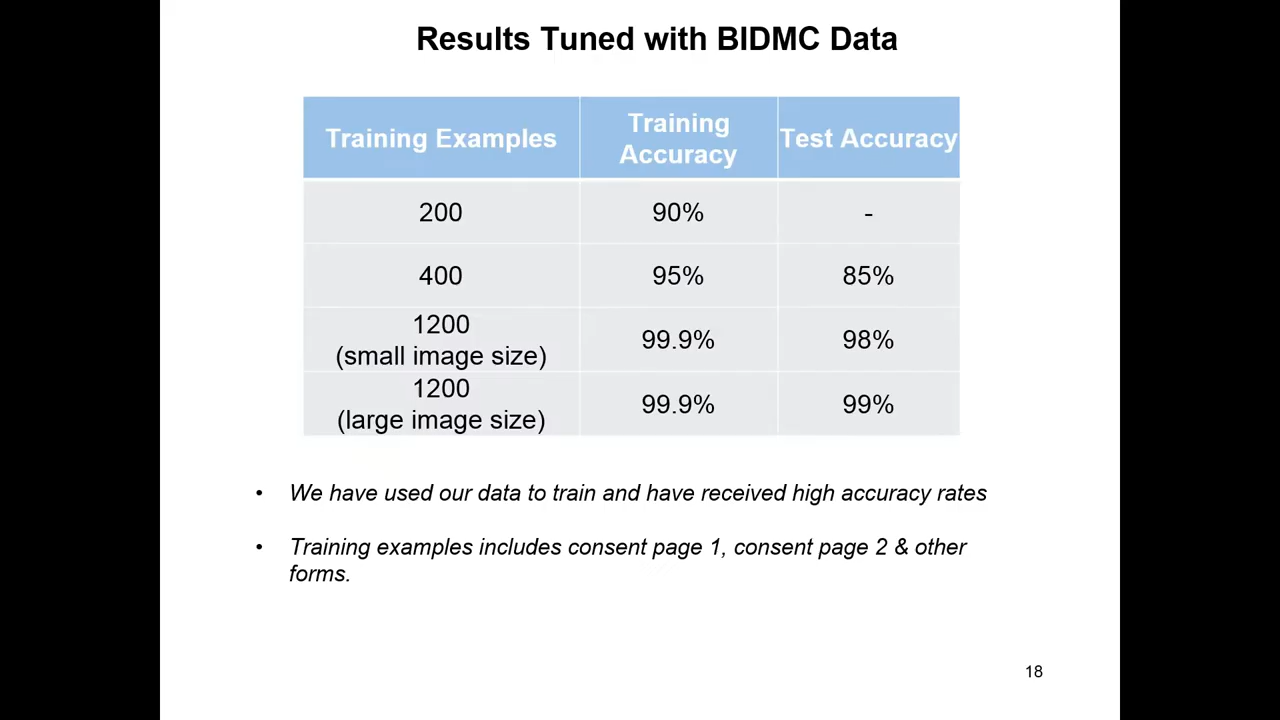 Results Tuned with BIDMC Data
Training Examples
Training
Accuracy
Test Accuracy
200
90%
-
400
95%
85%
1200
(small image size)
99.9%
98%
1200
(large image size)
99.9%
99%
• We have used our data to train and have received high accuracy rates
• Training examples includes consent page 1, consent page 2 & other
forms.
18